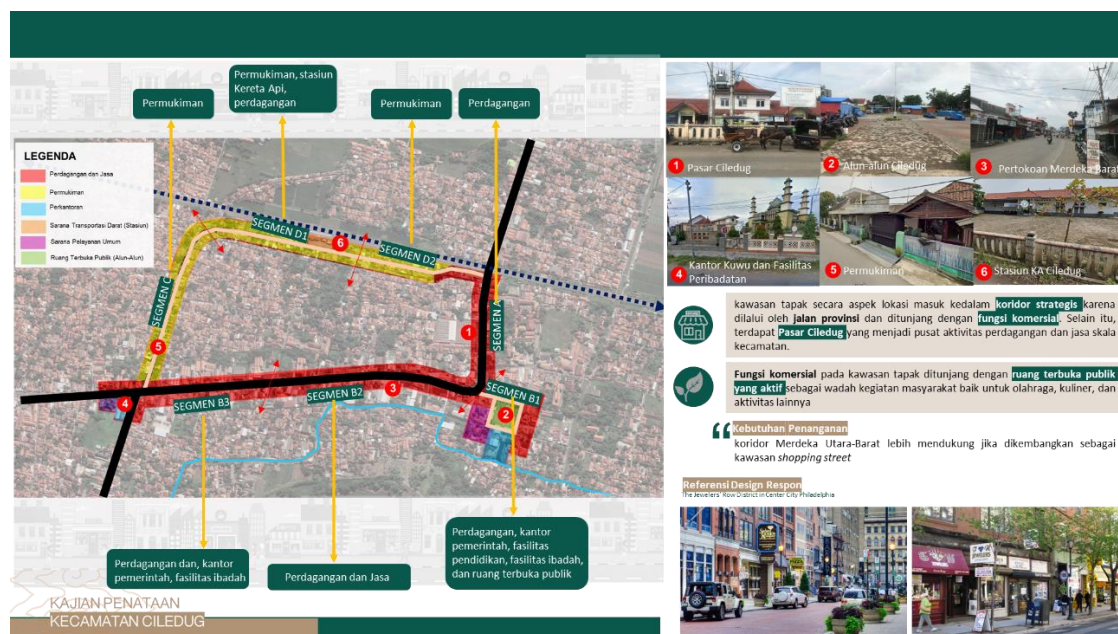 Permukiman
Permukiman, stasiun
Kereta Api,
perdagangan
Permukiman
Perdagangan
LEGENDA
Perdagangan dan Jasa
Permukiman
Perkantoran
Sarana Transportasi Darat (Stasiun)
Sarana Pelayanan Umum
Ruang Terbuka Publik (Alun-Alun)
SEGMEN D1
6
SEGMEN D2
SEGMEN C
SEGMEN A
1
5
4
SEGMEN B3
SEGMEN B2
3
SEGMEN B1
2
Perdagangan dan, kantor
pemerintah, fasilitas ibadah
Perdagangan dan Jasa
Perdagangan, kantor
pemerintah, fasilitas
pendidikan, fasilitas ibadah,
dan ruang terbuka publik
KAJIAN PENATAAN
KECAMATAN CILEDUG
1 Pasar Ciledug
2 Alun-alun Ciledug
3 Pertokoan Merdeka Barat
4 Kantor Kuwu dan Fasilitas
Peribadatan
5 Permukiman
6 Stasiun KA Ciledug
kawasan tapak secara aspek lokasi masuk kedalam koridor strategis karena
dilalui oleh jalan provinsi dan ditunjang dengan fungsi komersial. Selain itu,
terdapat Pasar Ciledug yang menjadi pusat aktivitas perdagangan dan jasa skala
kecamatan.
Fungsi komersial pada kawasan tapak ditunjang dengan ruang terbuka publik
yang aktif sebagai wadah kegiatan masyarakat baik untuk olahraga, kuliner, dan
aktivitas lainnya
Kebutuhan Penanganan
koridor Merdeka Utara-Barat lebih mendukung jika dikembangkan sebagai
kawasan shopping street
Referensi Design Respon
The Jewelers' Row District in Center City Philadelphia